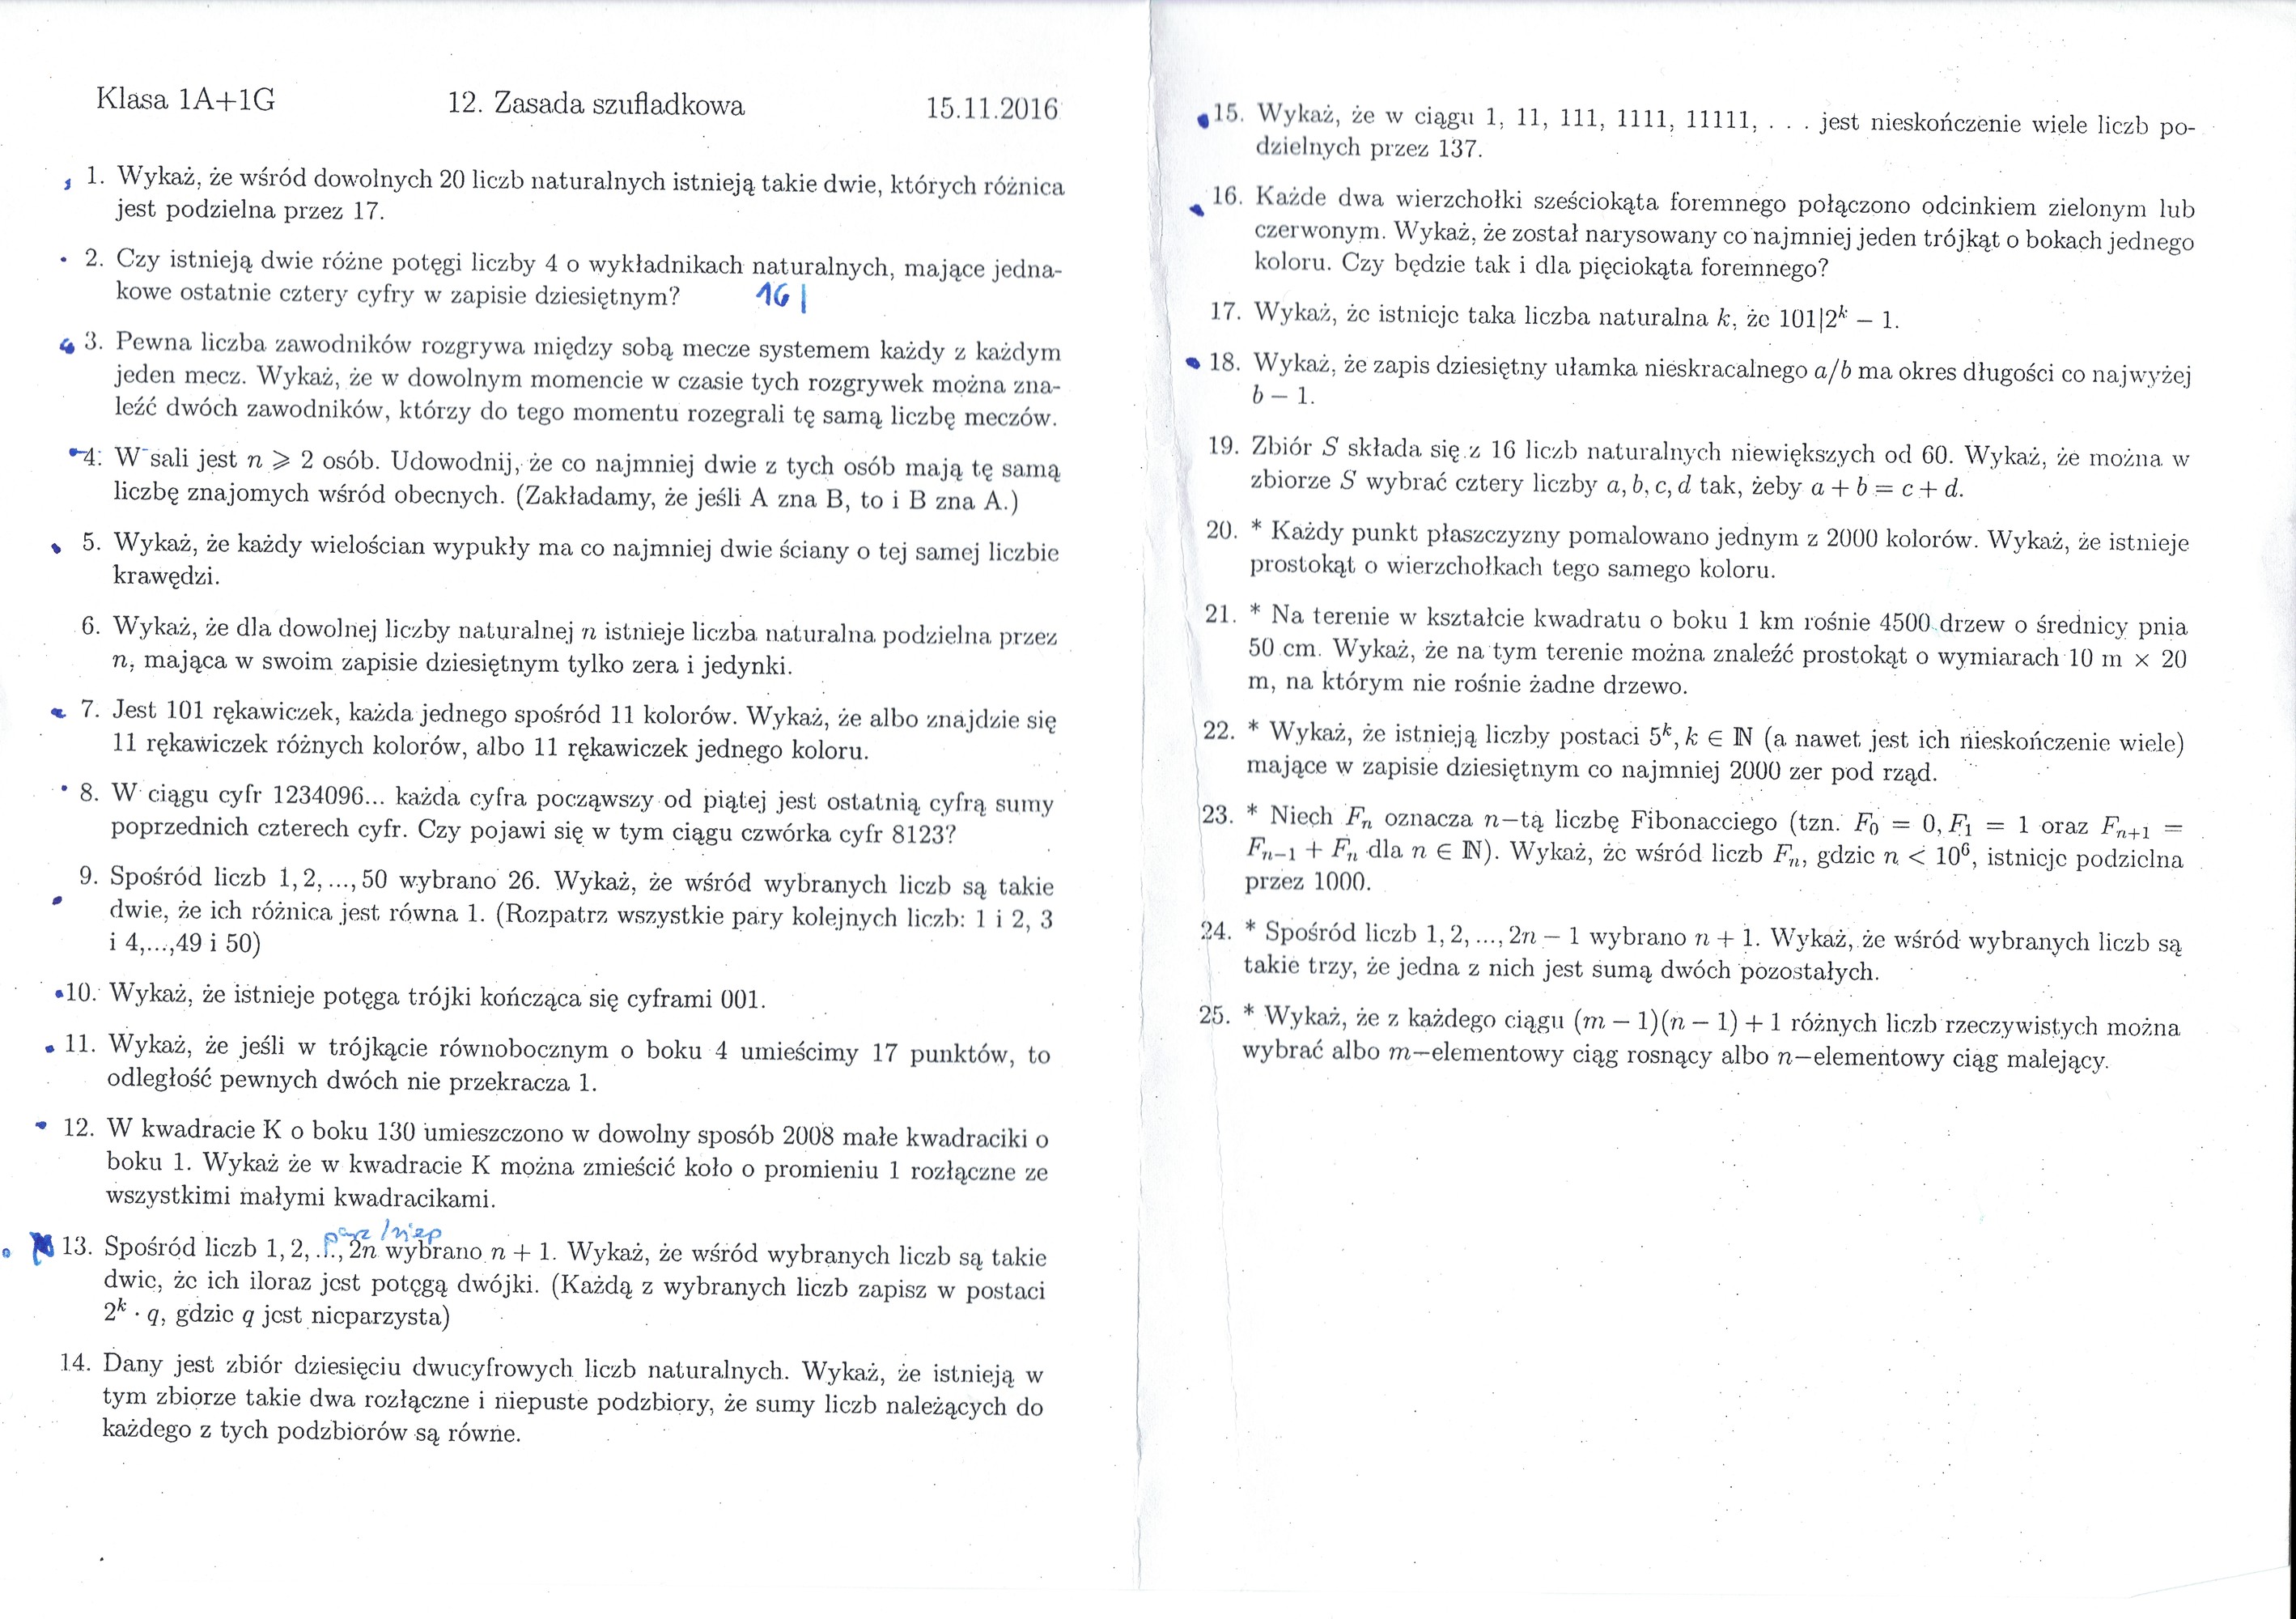 Klasa 1A+1G 12. Zasada szufladkowa 15.11.2016
1. Wykaż, że wśród dowolnych 20 liczb naturalnych istnieją takie dwie, których różnica
jest podzielna przez 17.
2. Czy istnieją dwie różne potęgi liczby 4 o wykładnikach naturalnych, mające jedna-
kowe ostatnie cztery cyfry w zapisie dziesiętnym? 16 |
3. Pewna liczba zawodników rozgrywa między sobą mecze systemem każdy z każdym
jeden mecz. Wykaż, że w dowolnym momencie w czasie tych rozgrywek można zna-
leźć dwóch zawodników, którzy do tego momentu rozegrali tę samą liczbę meczów.
4. W sali jest n ⩾ 2 osób. Udowodnij, że co najmniej dwie z tych osób mają tę samą
liczbę znajomych wśród obecnych. (Zakładamy, że jeśli A zna B, to i B zna A.)
5. Wykaż, że każdy wielościan wypukły ma co najmniej dwie ściany o tej samej liczbie
krawędzi.
6. Wykaż, że dla dowolnej liczby naturalnej n istnieje liczba naturalna podzielna przez
n, mająca w swoim zapisie dziesiętnym tylko zera i jedynki.
7. Jest 101 rękawiczek, każda jednego spośród 11 kolorów. Wykaż, że albo znajdzie się
11 rękawiczek różnych kolorów, albo 11 rękawiczek jednego koloru.
8. W ciągu cyfr 1234096... każda cyfra począwszy od piątej jest ostatnią cyfrą sumy
poprzednich czterech cyfr. Czy pojawi się w tym ciągu czwórka cyfr 8123?
9. Spośród liczb 1, 2, ..., 50 wybrano 26. Wykaż, że wśród wybranych liczb są takie
dwie, że ich różnica jest równa 1. (Rozpatrz wszystkie pary kolejnych liczb: 1 i 2, 3
i 4,...,49 i 50)
10. Wykaż, że istnieje potęga trójki kończąca się cyframi 001.
11. Wykaż, że jeśli w trójkącie równobocznym o boku 4 umieścimy 17 punktów, to
odległość pewnych dwóch nie przekracza 1.
12. W kwadracie K o boku 130 umieszczono w dowolny sposób 2008 małe kwadraciki o
boku 1. Wykaż że w kwadracie K można zmieścić koło o promieniu 1 rozłączne ze
wszystkimi małymi kwadracikami.
parz/niep
13. Spośród liczb 1, 2, ..., 2n wybrano n + 1. Wykaż, że wśród wybranych liczb są takie
dwie, że ich iloraz jest potęgą dwójki. (Każdą z wybranych liczb zapisz w postaci
2^k · q, gdzie q jest nieparzysta)
14. Dany jest zbiór dziesięciu dwucyfrowych liczb naturalnych. Wykaż, że istnieją w
tym zbiorze takie dwa rozłączne i niepuste podzbiory, że sumy liczb należących do
każdego z tych podzbiorów są równe.
15. Wykaż, że w ciągu 1, 11, 111, 1111, 11111, . . . jest nieskończenie wiele liczb po-
dzielnych przez 137.
16. Każde dwa wierzchołki sześciokąta foremnego połączono odcinkiem zielonym lub
czerwonym. Wykaż, że został narysowany co najmniej jeden trójkąt o bokach jednego
koloru. Czy będzie tak i dla pięciokąta foremnego?
17. Wykaż, że istnieje taka liczba naturalna k, że 101|2^k − 1.
18. Wykaż, że zapis dziesiętny ułamka nieskracalnego a/b ma okres długości co najwyżej
b − 1.
19. Zbiór S składa się z 16 liczb naturalnych niewiększych od 60. Wykaż, że można w
zbiorze S wybrać cztery liczby a, b, c, d tak, żeby a + b = c + d.
20. * Każdy punkt płaszczyzny pomalowano jednym z 2000 kolorów. Wykaż, że istnieje
prostokąt o wierzchołkach tego samego koloru.
21. * Na terenie w kształcie kwadratu o boku 1 km rośnie 4500 drzew o średnicy pnia
50 cm. Wykaż, że na tym terenie można znaleźć prostokąt o wymiarach 10 m × 20
m, na którym nie rośnie żadne drzewo.
22. * Wykaż, że istnieją liczby postaci 5^k, k ∈ ℕ (a nawet jest ich nieskończenie wiele)
mające w zapisie dziesiętnym co najmniej 2000 zer pod rząd.
23. * Niech F_n oznacza n−tą liczbę Fibonacciego (tzn. F_0 = 0, F_1 = 1 oraz F_{n+1} =
F_{n−1} + F_n dla n ∈ ℕ). Wykaż, że wśród liczb F_n, gdzie n < 10^6, istnieje podzielna
przez 1000.
24. * Spośród liczb 1, 2, ..., 2n − 1 wybrano n + 1. Wykaż, że wśród wybranych liczb są
takie trzy, że jedna z nich jest sumą dwóch pozostałych.
25. * Wykaż, że z każdego ciągu (m − 1)(n − 1) + 1 różnych liczb rzeczywistych można
wybrać albo m−elementowy ciąg rosnący albo n−elementowy ciąg malejący.